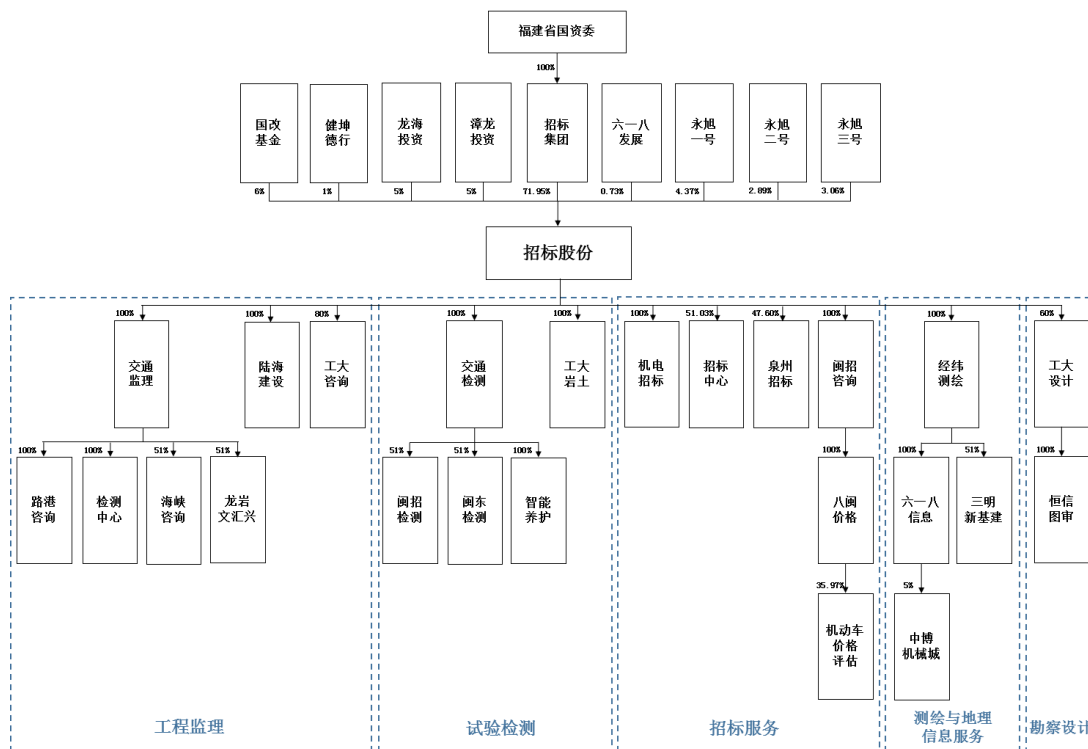 福建省国资委
100%
国改
基金
健坤
德行
龙海
投资
漳龙
投资
招标
集团
六一八
发展
永旭
一号
永旭
二号
永旭
三号
6%
1%
5%
5%
71.95%
0.73%
4.37%
2.89%
3.06%
招标股份
100%
100%
80%
100%
100%
100%
51.03%
47.60%
100%
100%
60%
交通
监理
陆海
建设
工大
咨询
交通
检测
工大
岩土
机电
招标
招标
中心
泉州
招标
闽招
咨询
经纬
测绘
工大
设计
100%
100%
51%
51%
51%
51%
100%
100%
100%
51%
100%
路港
咨询
检测
中心
海峡
咨询
龙岩
文汇兴
闽招
检测
闽东
检测
智能
养护
八闽
价格
六一八
信息
三明
新基建
恒信
图审
35.97%
5%
机动车
价格
评估
中博
机械城
工程监理
试验检测
招标服务
测绘与地理
信息服务
勘察设计